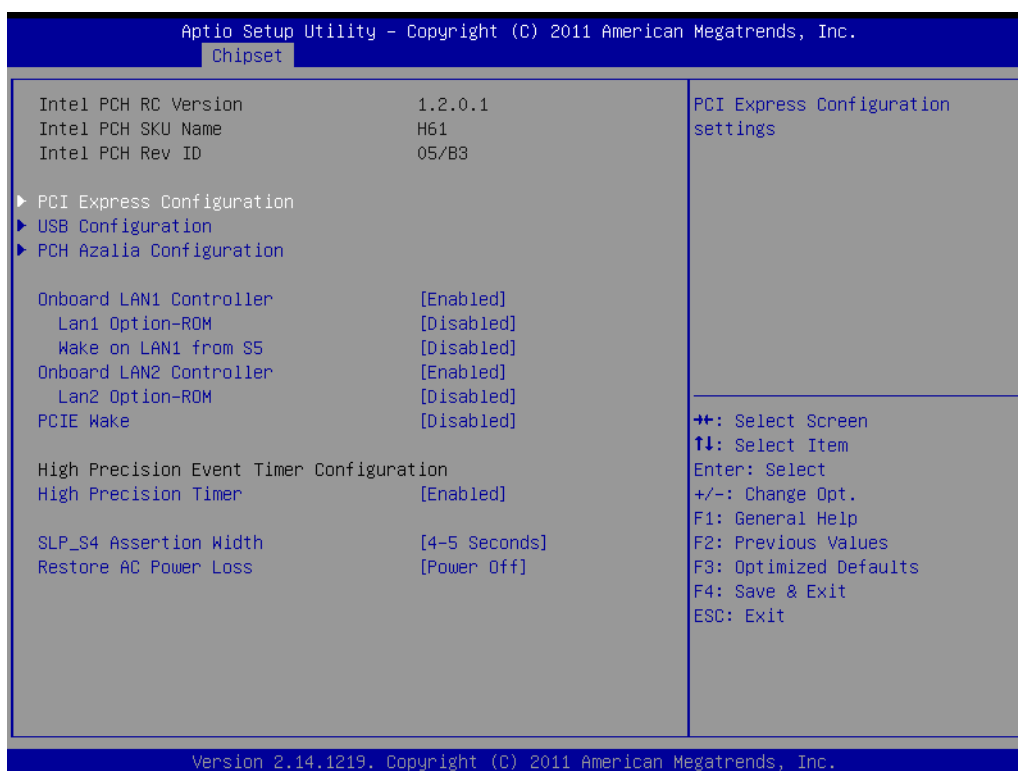 Aptio Setup Utility – Copyright (C) 2011 American Megatrends, Inc.
Chipset
Intel PCH RC Version 1.2.0.1
Intel PCH SKU Name H61
Intel PCH Rev ID 05/B3
▶ PCI Express Configuration
▶ USB Configuration
▶ PCH Azalia Configuration
Onboard LAN1 Controller [Enabled]
Lan1 Option-ROM [Disabled]
Wake on LAN1 from S5 [Disabled]
Onboard LAN2 Controller [Enabled]
Lan2 Option-ROM [Disabled]
PCIE Wake [Disabled]
High Precision Event Timer Configuration
High Precision Timer [Enabled]
SLP_S4 Assertion Width [4-5 Seconds]
Restore AC Power Loss [Power Off]
PCI Express Configuration
settings
→←: Select Screen
↑↓: Select Item
Enter: Select
+/-: Change Opt.
F1: General Help
F2: Previous Values
F3: Optimized Defaults
F4: Save & Exit
ESC: Exit
Version 2.14.1219. Copyright (C) 2011 American Megatrends, Inc.